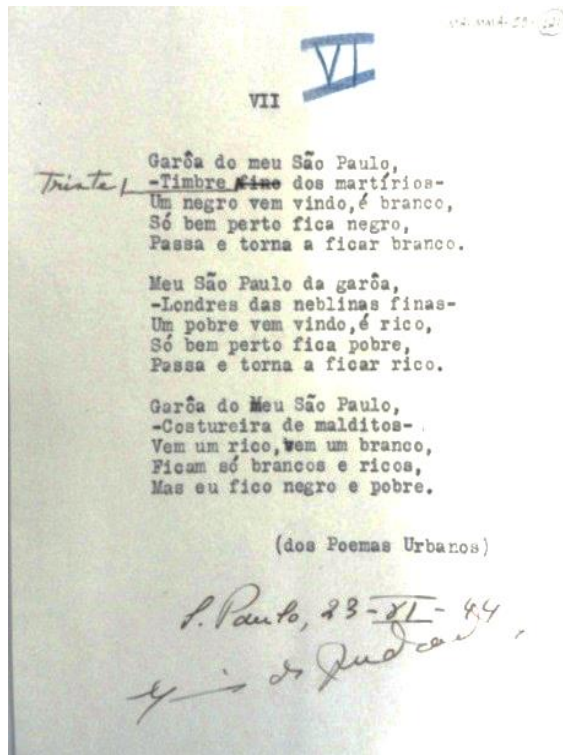 VI
VII
Garôa do meu São Paulo,
Triste -Timbre fino dos martírios-
Um negro vem vindo,é branco,
Só bem perto fica negro,
Passa e torna a ficar branco.
Meu São Paulo da garôa,
-Londres das neblinas finas-
Um pobre vem vindo,é rico,
Só bem perto fica pobre,
Passa e torna a ficar rico.
Garôa do Meu São Paulo,
-Costureira de malditos-
Vem um rico,vem um branco,
Ficam só brancos e ricos,
Mas eu fico negro e pobre.
(dos Poemas Urbanos)
S. Paulo, 23-XI-44
de Andrade